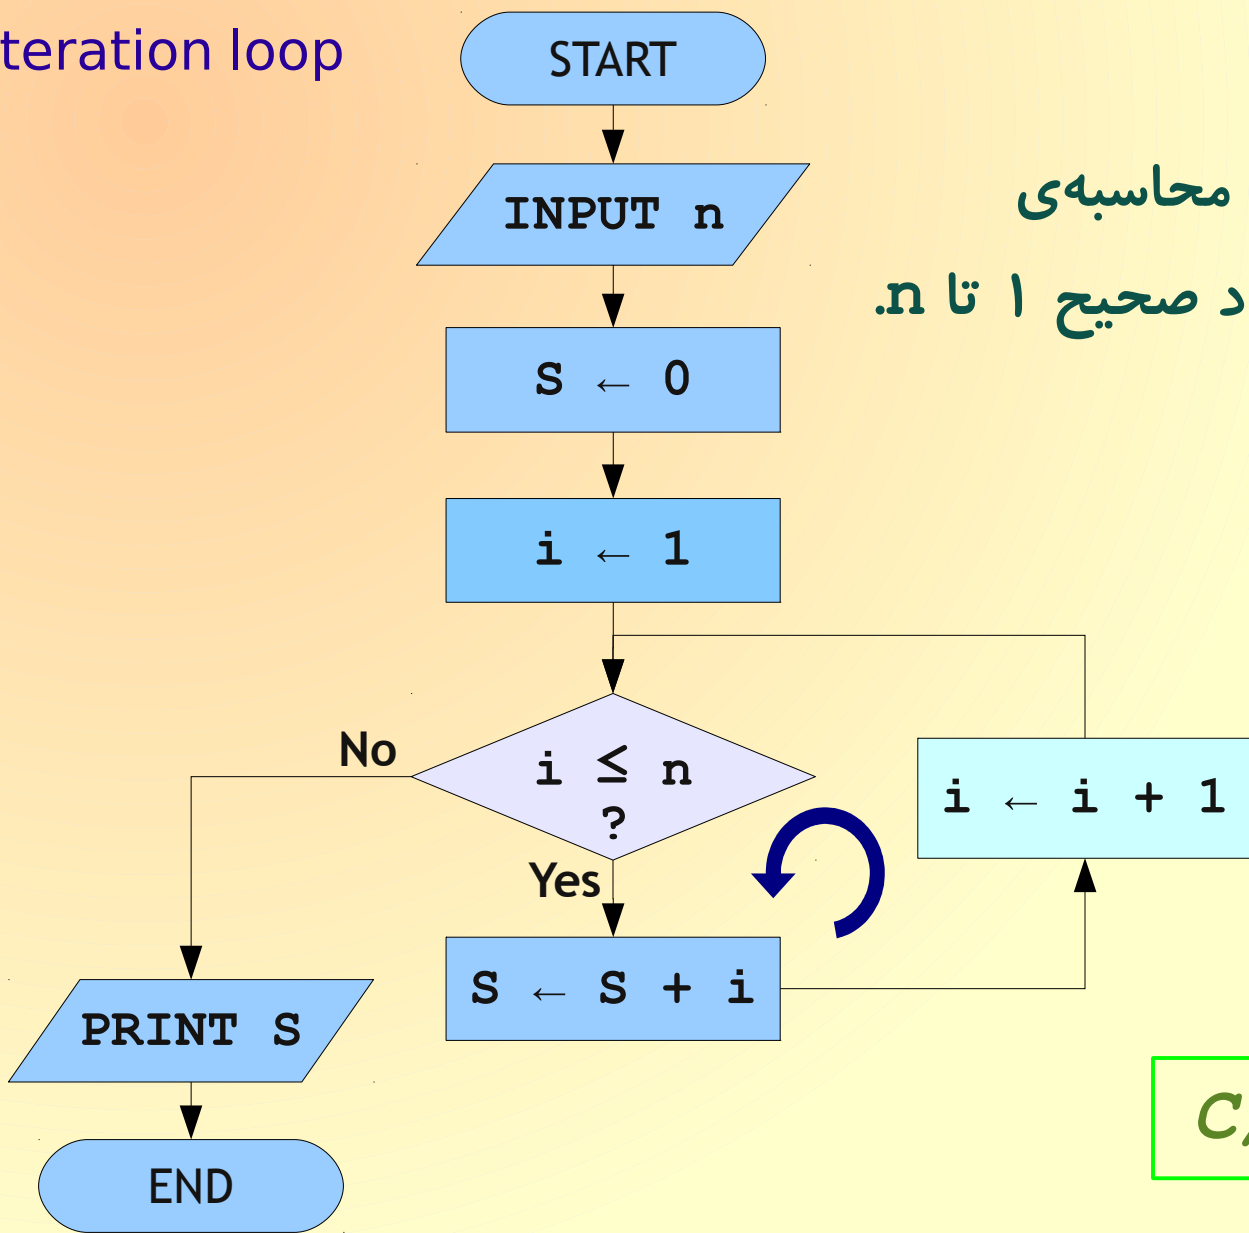 teration loop
START
INPUT n
محاسبه‌ی
د صحیح ۱ تا n.
S ← 0
i ← 1
No
i ≤ n
?
i ← i + 1
Yes
S ← S + i
PRINT S
C/
END